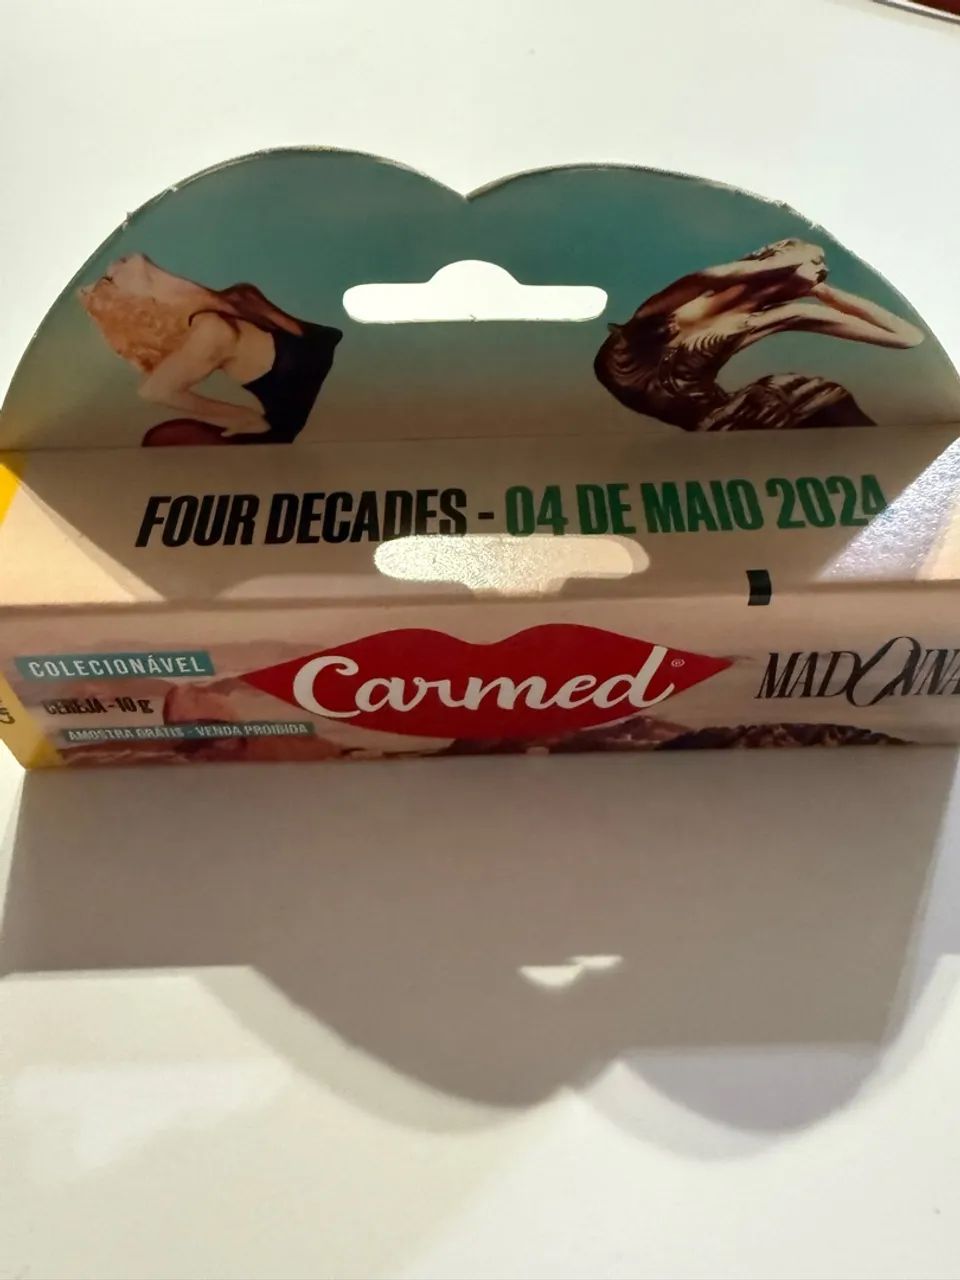 FOUR DECADES - 04 DE MAIO 2024
COLECIONÁVEL
CEREJA - 10 g
AMOSTRA GRÁTIS - VENDA PROIBIDA
Carmed®
MADONNA